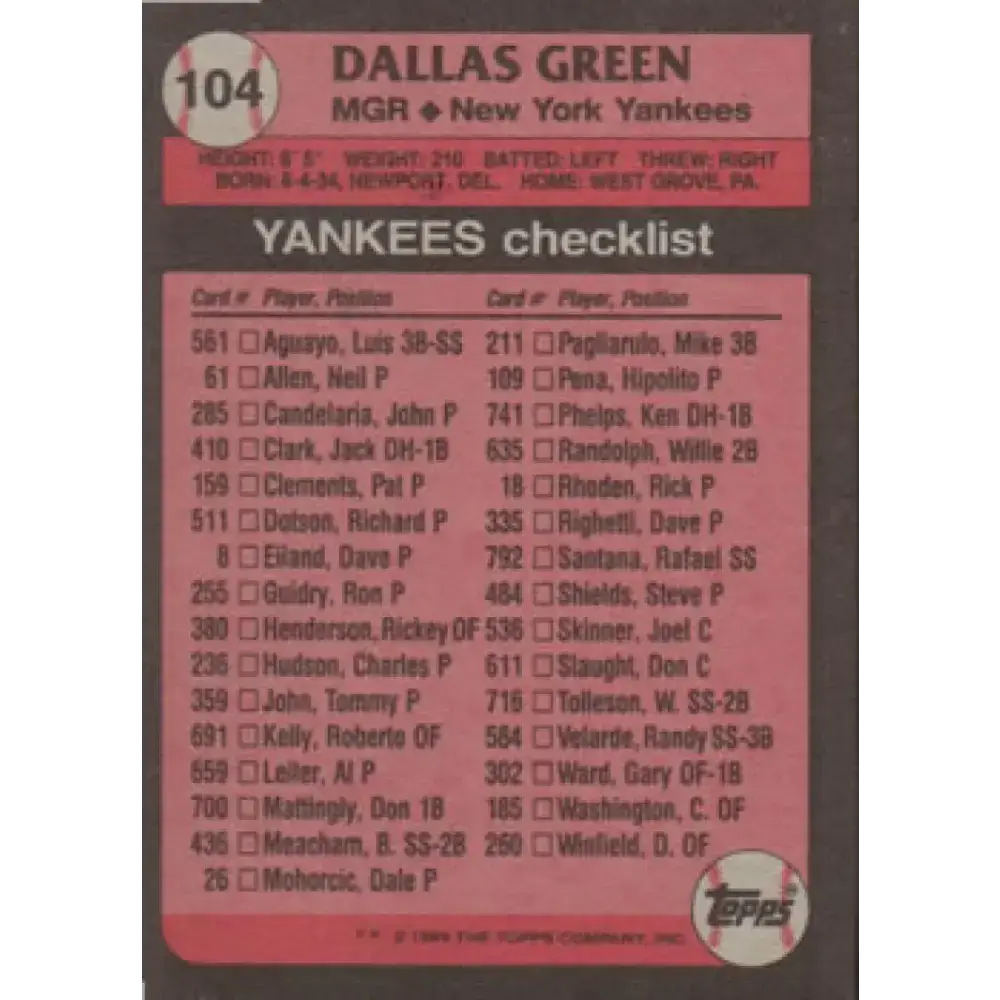 104
DALLAS GREEN
MGR ◆ New York Yankees
HEIGHT: 6' 5" WEIGHT: 210 BATTED: LEFT THREW: RIGHT
BORN: 8-4-34, NEWPORT, DEL. HOME: WEST GROVE, PA.
YANKEES checklist
Card # Player, Position Card # Player, Position
561 Aguayo, Luis 3B-SS 211 Pagliarulo, Mike 3B
61 Allen, Neil P 109 Pena, Hipolito P
285 Candelaria, John P 741 Phelps, Ken DH-1B
410 Clark, Jack DH-1B 635 Randolph, Willie 2B
159 Clements, Pat P 18 Rhoden, Rick P
511 Dotson, Richard P 335 Righetti, Dave P
8 Eiland, Dave P 792 Santana, Rafael SS
255 Guidry, Ron P 484 Shields, Steve P
380 Henderson, Rickey OF 536 Skinner, Joel C
236 Hudson, Charles P 611 Slaught, Don C
359 John, Tommy P 716 Tolleson, W. SS-2B
691 Kelly, Roberto OF 584 Velarde, Randy SS-3B
659 Leiter, Al P 302 Ward, Gary OF-1B
700 Mattingly, Don 1B 185 Washington, C. OF
436 Meacham, B. SS-2B 260 Winfield, D. OF
26 Mohorcic, Dale P
topps®
** © 1989 THE TOPPS COMPANY, INC.